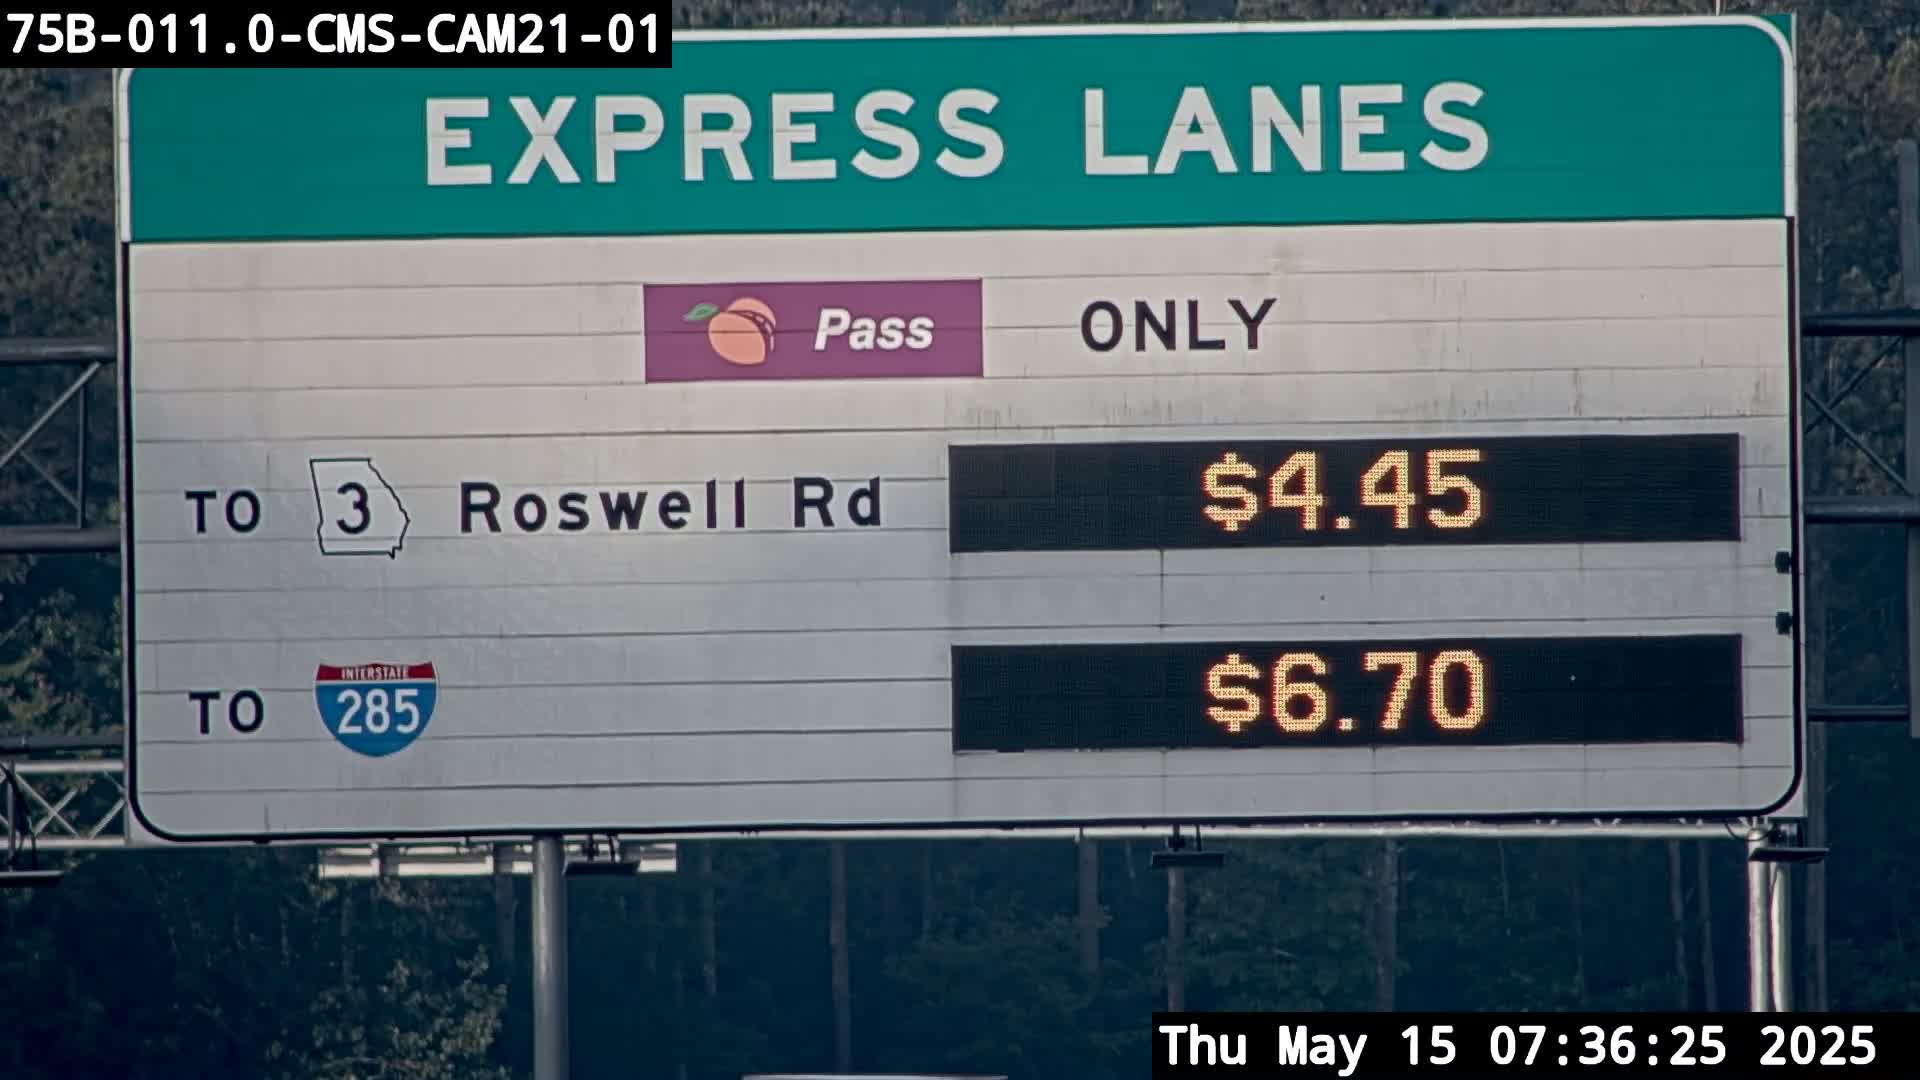 75B-011.0-CMS-CAM21-01
EXPRESS LANES
Pass ONLY
TO 3 Roswell Rd $4.45
TO INTERSTATE 285 $6.70
Thu May 15 07:36:25 2025